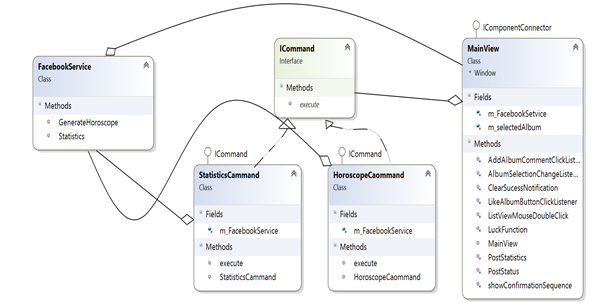 IComponentConnector
FacebookService
Class
Methods
GenerateHoroscope
Statistics
ICommand
Interface
Methods
execute
MainView
Class
Window
Fields
m_FacebookSetvice
m_selectedAlbum
Methods
AddAlbumCommentClickList...
AlbumSelectionChangeListe...
ClearSucessNotification
LikeAlbumButtonClickListener
ListViewMouseDoubleClick
LuckFunction
MainView
PostStatistics
PostStatus
showConfirmationSequence
ICommand
StatisticsCammand
Class
Fields
m_FacebookService
Methods
execute
StatisticsCammand
ICommand
HoroscopeCaommand
Class
Fields
m_FacebookService
Methods
execute
HoroscopeCaommand